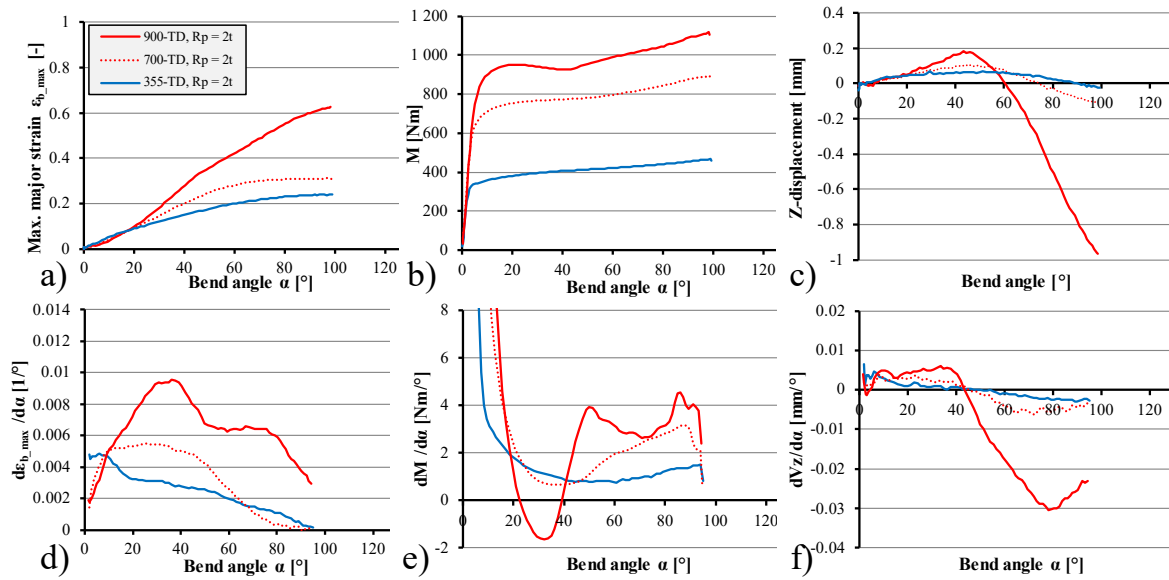 Max. major strain εb_max [-]
1
0.8
0.6
0.4
0.2
0
0 20 40 60 80 100 120
900-TD, Rp = 2t
700-TD, Rp = 2t
355-TD, Rp = 2t
a)
Bend angle α [°]
M [Nm]
1 200
1 000
800
600
400
200
0
0 20 40 60 80 100 120
b)
Bend angle α [°]
Z-displacement [mm]
0.4
0.2
0
-0.2
-0.4
-0.6
-0.8
-1
0 20 40 60 80 100 120
c)
Bend angle [°]
dεb_max /dα [1/°]
0.014
0.012
0.01
0.008
0.006
0.004
0.002
0
0 20 40 60 80 100 120
d)
Bend angle α [°]
dM /dα [Nm/°]
8
6
4
2
0
-2
0 20 40 60 80 100 120
e)
Bend angle α [°]
dVz/dα [mm/°]
0.02
0.01
0
-0.01
-0.02
-0.03
-0.04
0 20 40 60 80 100 120
f)
Bend angle α [°]